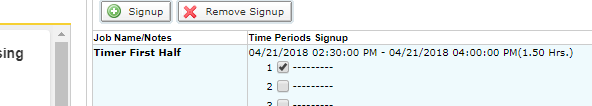 Signup Remove Signup
sing
Job Name/Notes Time Periods Signup
Timer First Half 04/21/2018 02:30:00 PM - 04/21/2018 04:00:00 PM(1.50 Hrs.)
1 ---------
2 ---------
3 ---------